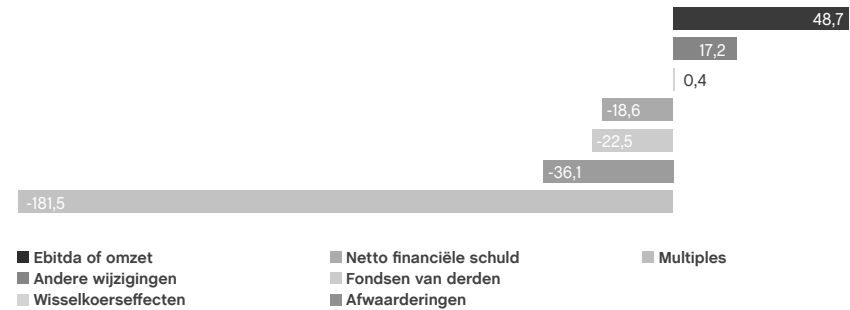 48,7
17,2
0,4
-18,6
-22,5
-36,1
-181,5
Ebitda of omzet
Andere wijzigingen
Wisselkoerseffecten
Netto financiële schuld
Fondsen van derden
Afwaarderingen
Multiples